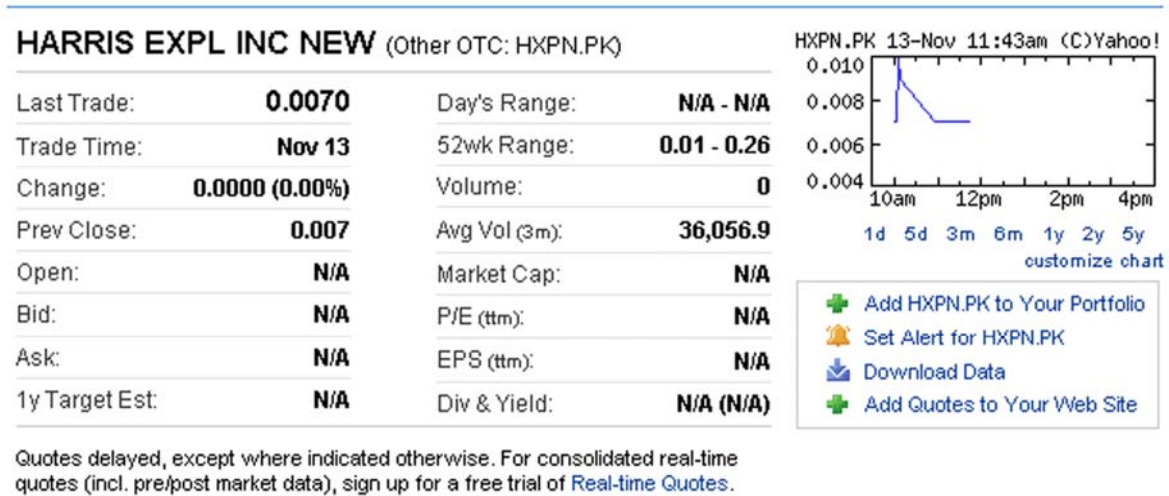 HARRIS EXPL INC NEW (Other OTC: HXPN.PK)
Last Trade: 0.0070
Trade Time: Nov 13
Change: 0.0000 (0.00%)
Prev Close: 0.007
Open: N/A
Bid: N/A
Ask: N/A
1y Target Est: N/A
Day's Range: N/A - N/A
52wk Range: 0.01 - 0.26
Volume: 0
Avg Vol (3m): 36,056.9
Market Cap: N/A
P/E (ttm): N/A
EPS (ttm): N/A
Div & Yield: N/A (N/A)
HXPN.PK 13-Nov 11:43am (C)Yahoo!
0.010
0.008
0.006
0.004
10am 12pm 2pm 4pm
1d 5d 3m 6m 1y 2y 5y
customize chart
Add HXPN.PK to Your Portfolio
Set Alert for HXPN.PK
Download Data
Add Quotes to Your Web Site
Quotes delayed, except where indicated otherwise. For consolidated real-time
quotes (incl. pre/post market data), sign up for a free trial of Real-time Quotes.